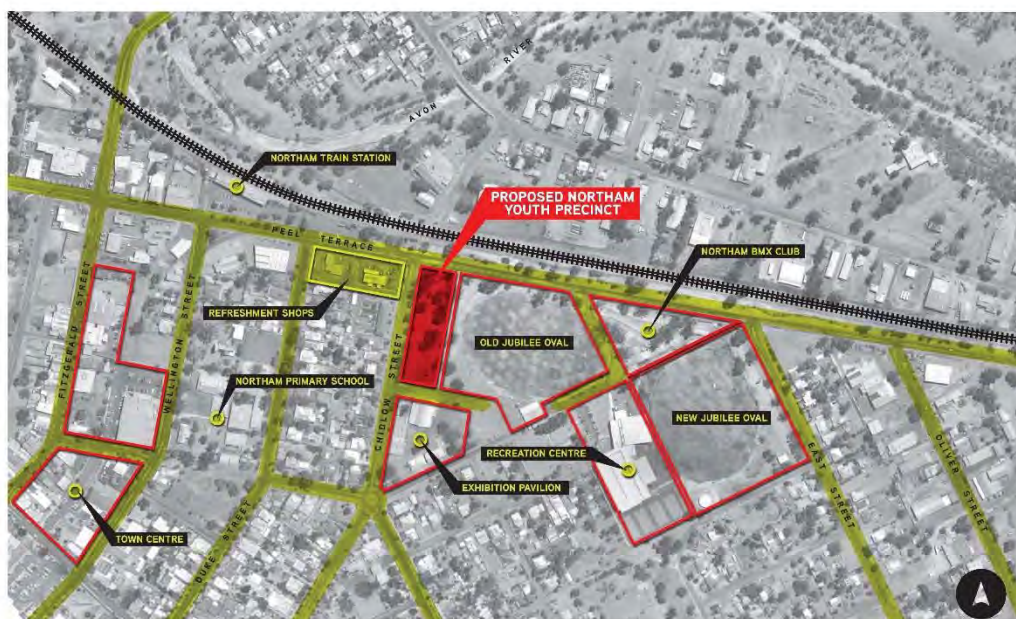 AVON RIVER
NORTHAM TRAIN STATION
PROPOSED NORTHAM
YOUTH PRECINCT
PEEL TERRACE
NORTHAM BMX CLUB
REFRESHMENT SHOPS
FITZGERALD STREET
WELLINGTON STREET
OLD JUBILEE OVAL
CHIDLOW STREET
NORTHAM PRIMARY SCHOOL
NEW JUBILEE OVAL
RECREATION CENTRE
EXHIBITION PAVILION
EAST STREET
OLIVER STREET
TOWN CENTRE
DUKE STREET